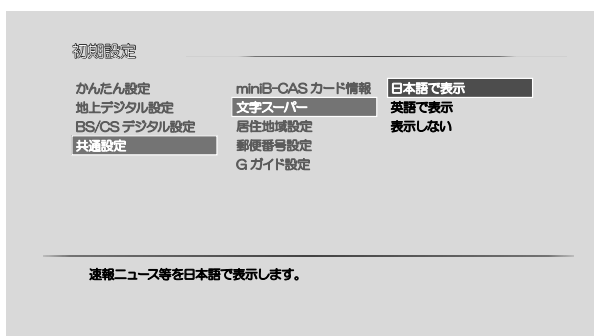 初期設定
かんたん設定
地上デジタル設定
BS/CSデジタル設定
共通設定
miniB-CASカード情報
文字スーパー
居住地域設定
郵便番号設定
Gガイド設定
日本語で表示
英語で表示
表示しない
速報ニュース等を日本語で表示します。